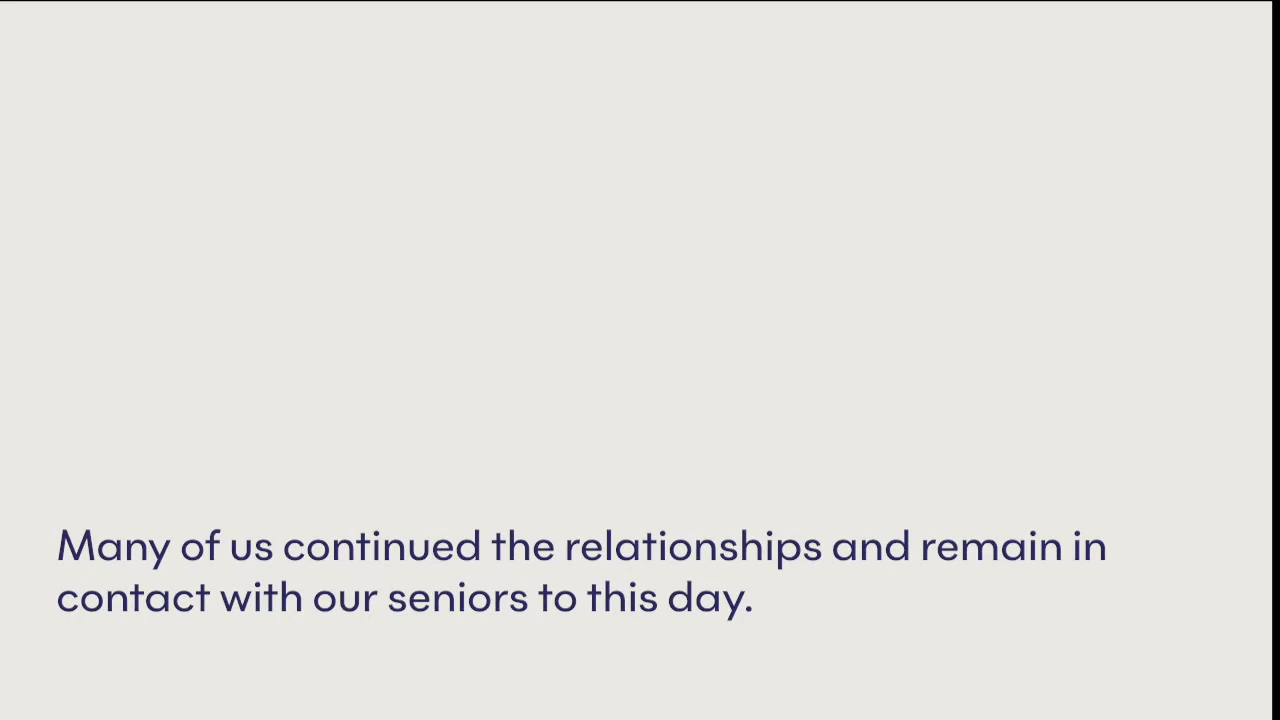 Many of us continued the relationships and remain in
contact with our seniors to this day.